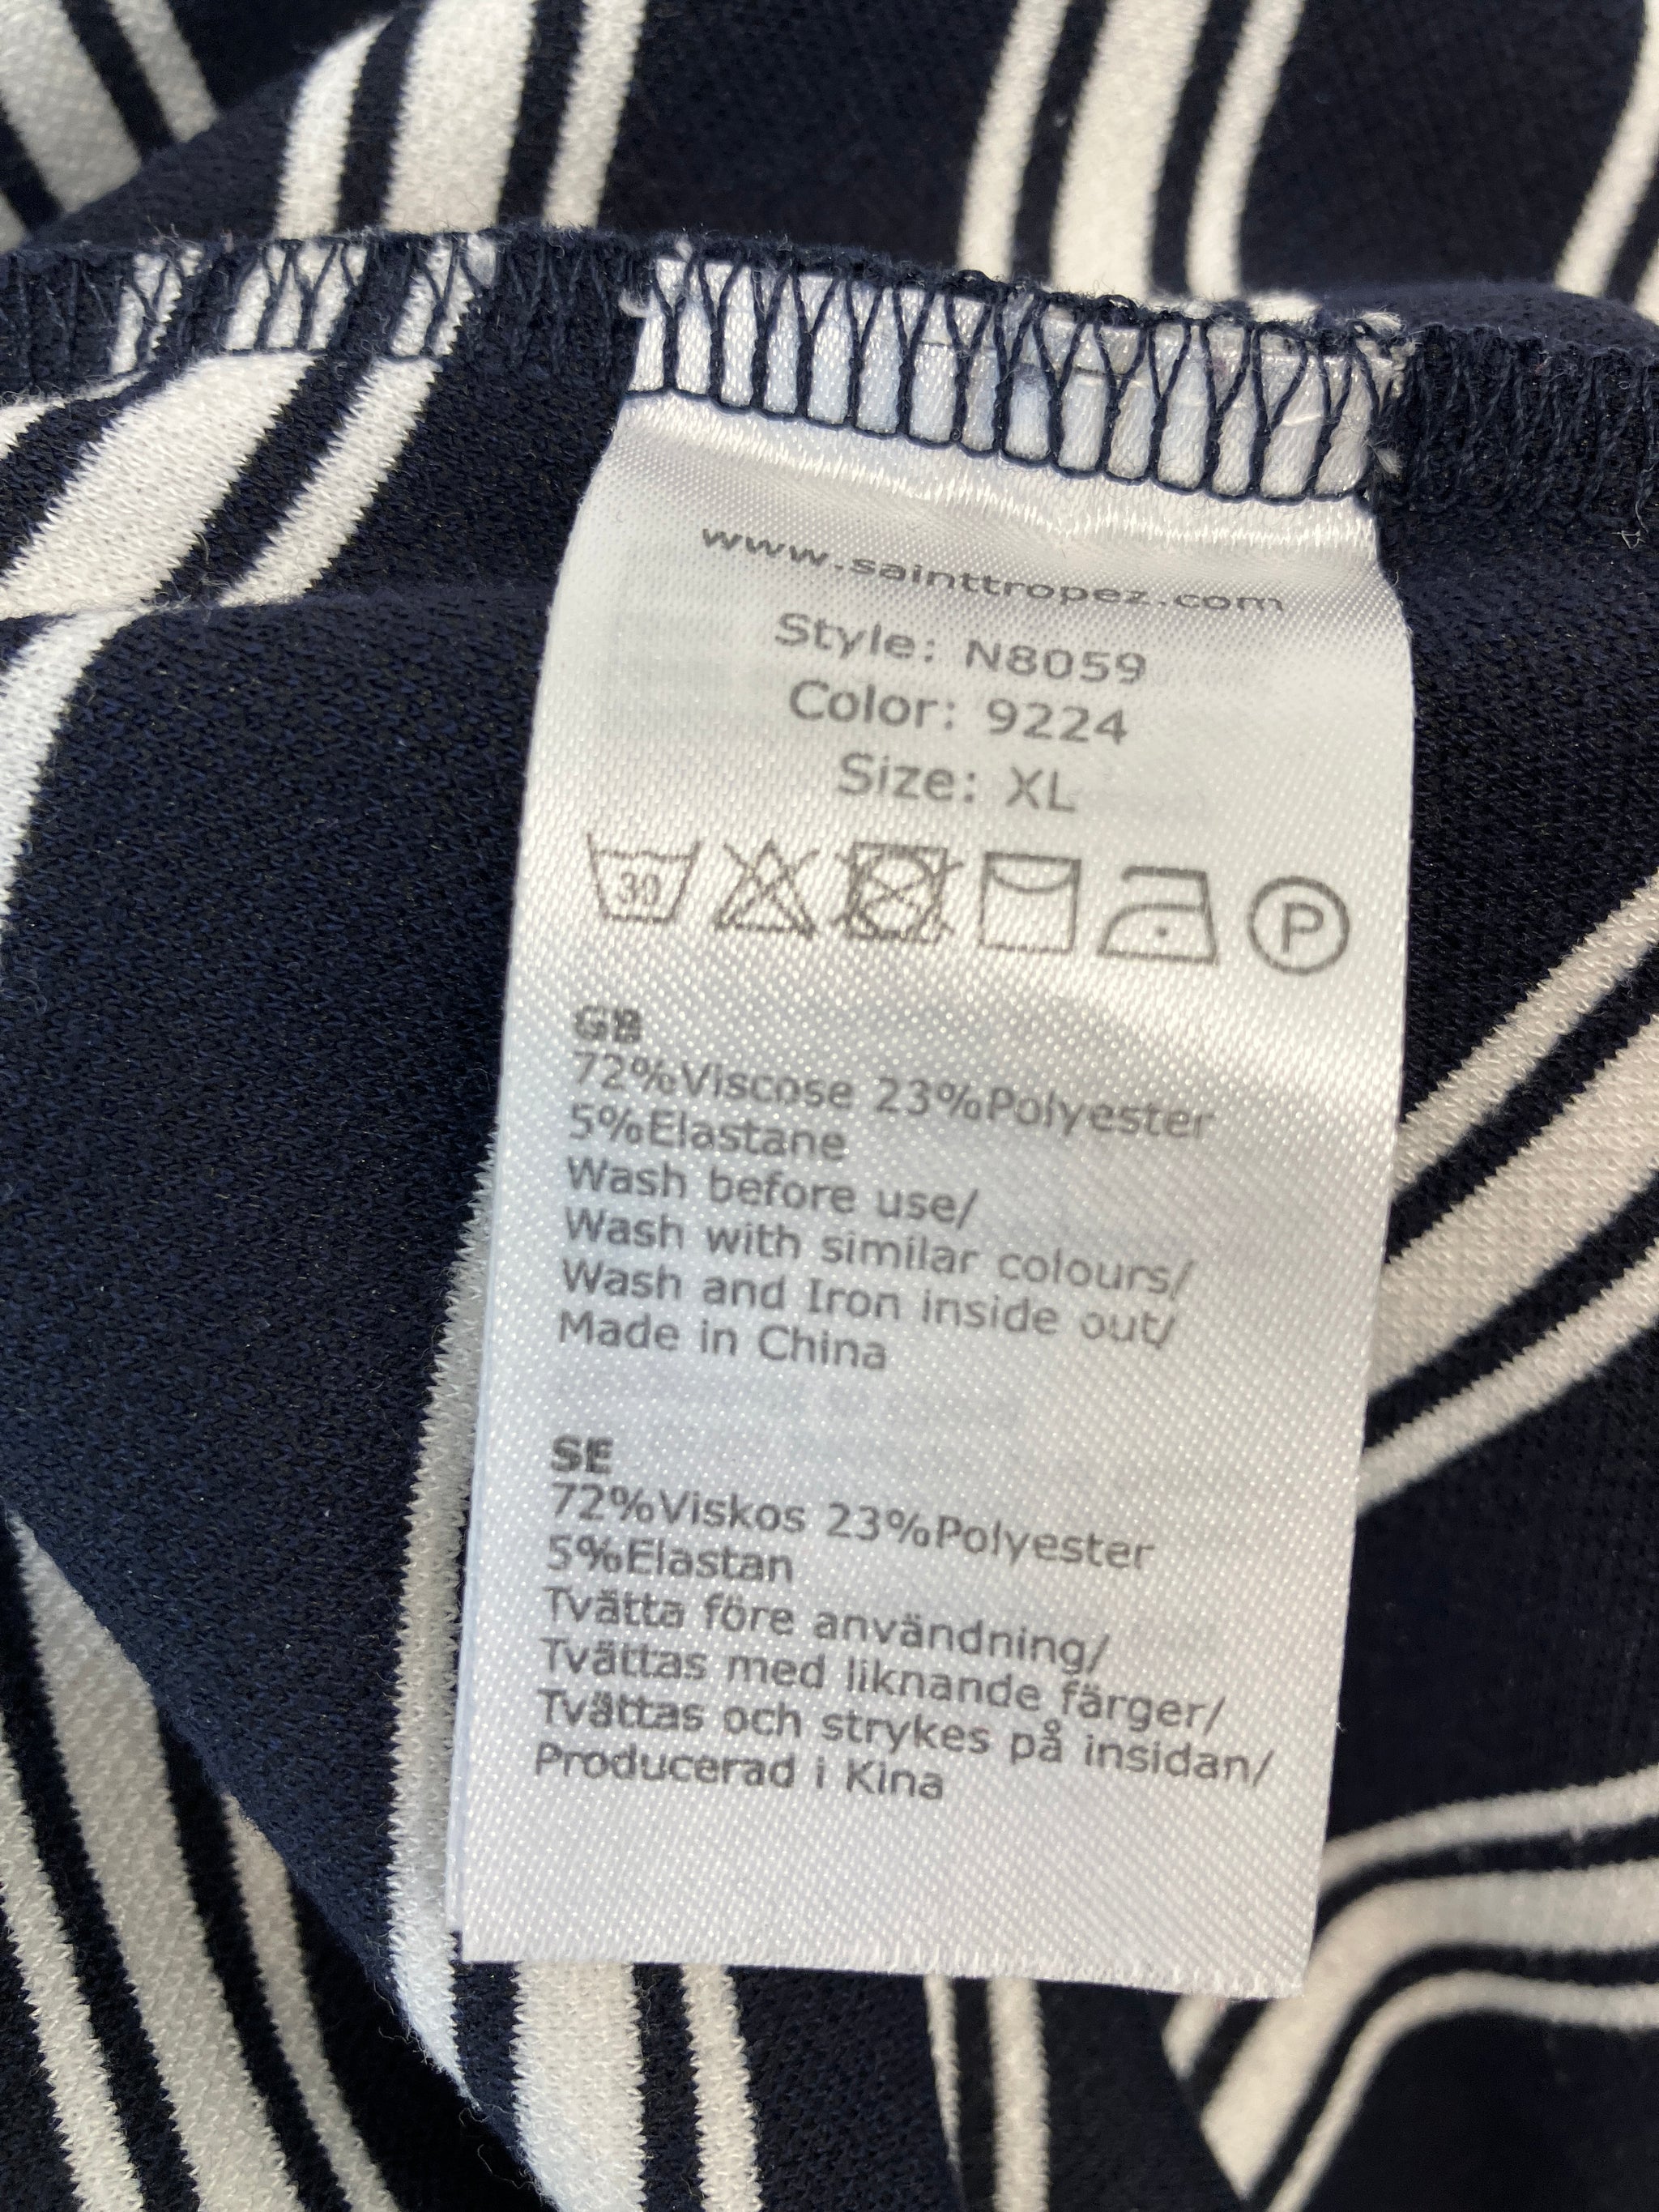 www.sainttropez.com
Style: N8059
Color: 9224
Size: XL
30 P
GB
72%Viscose 23%Polyester
5%Elastane
Wash before use/
Wash with similar colours/
Wash and Iron inside out/
Made in China
SE
72%Viskos 23%Polyester
5%Elastan
Tvätta före användning/
Tvättas med liknande färger/
Tvättas och strykes på insidan/
Producerad i Kina